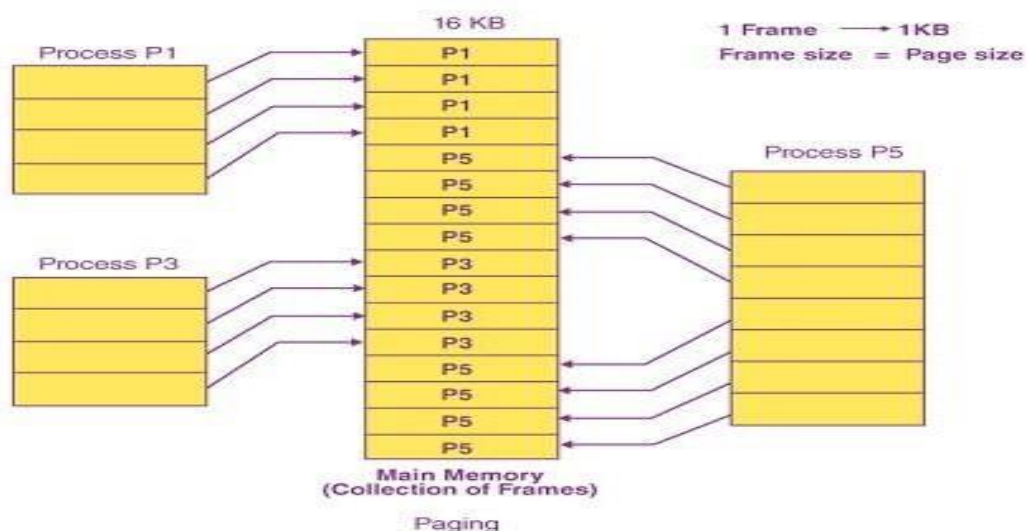 16 KB
1 Frame → 1KB
Frame size = Page size
Process P1
P1
P1
P1
P1
P5
P5
P5
P5
P3
P3
P3
P3
P5
P5
P5
P5
Process P5
Process P3
Main Memory
(Collection of Frames)
Paging